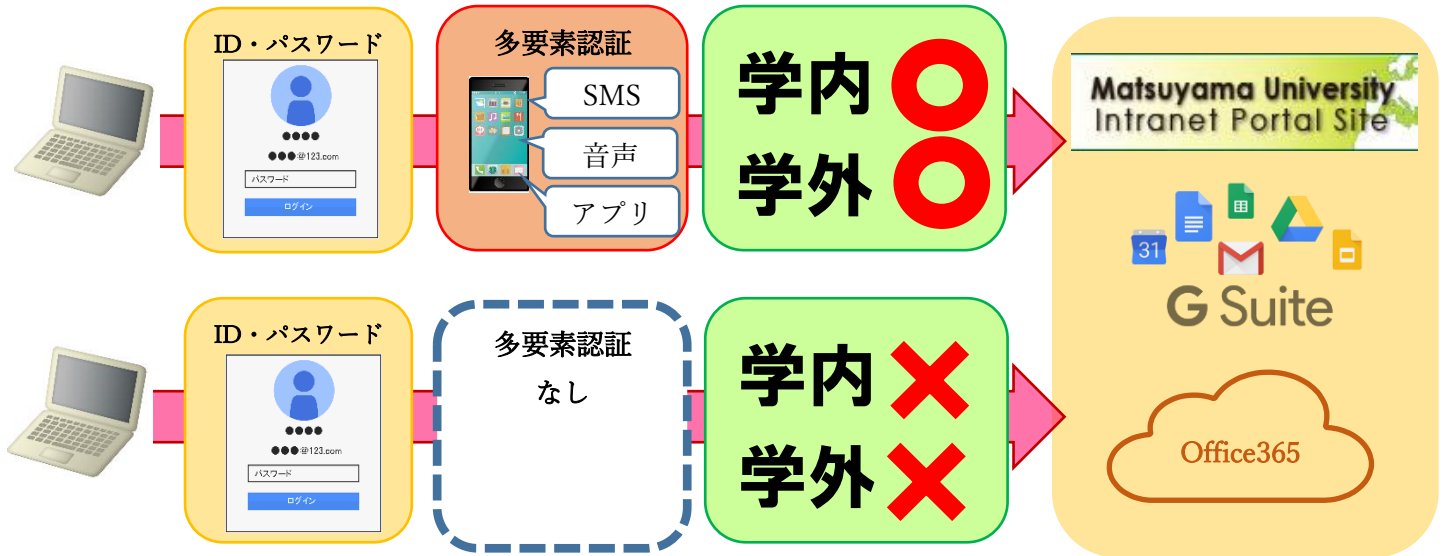 ID・パスワード
●●●●
●●●@123.com
パスワード
ログイン
多要素認証
SMS
音声
アプリ
学内
学外
ID・パスワード
●●●●
●●●@123.com
パスワード
ログイン
多要素認証
なし
学内
学外
Matsuyama University
Intranet Portal Site
31
G Suite
Office365